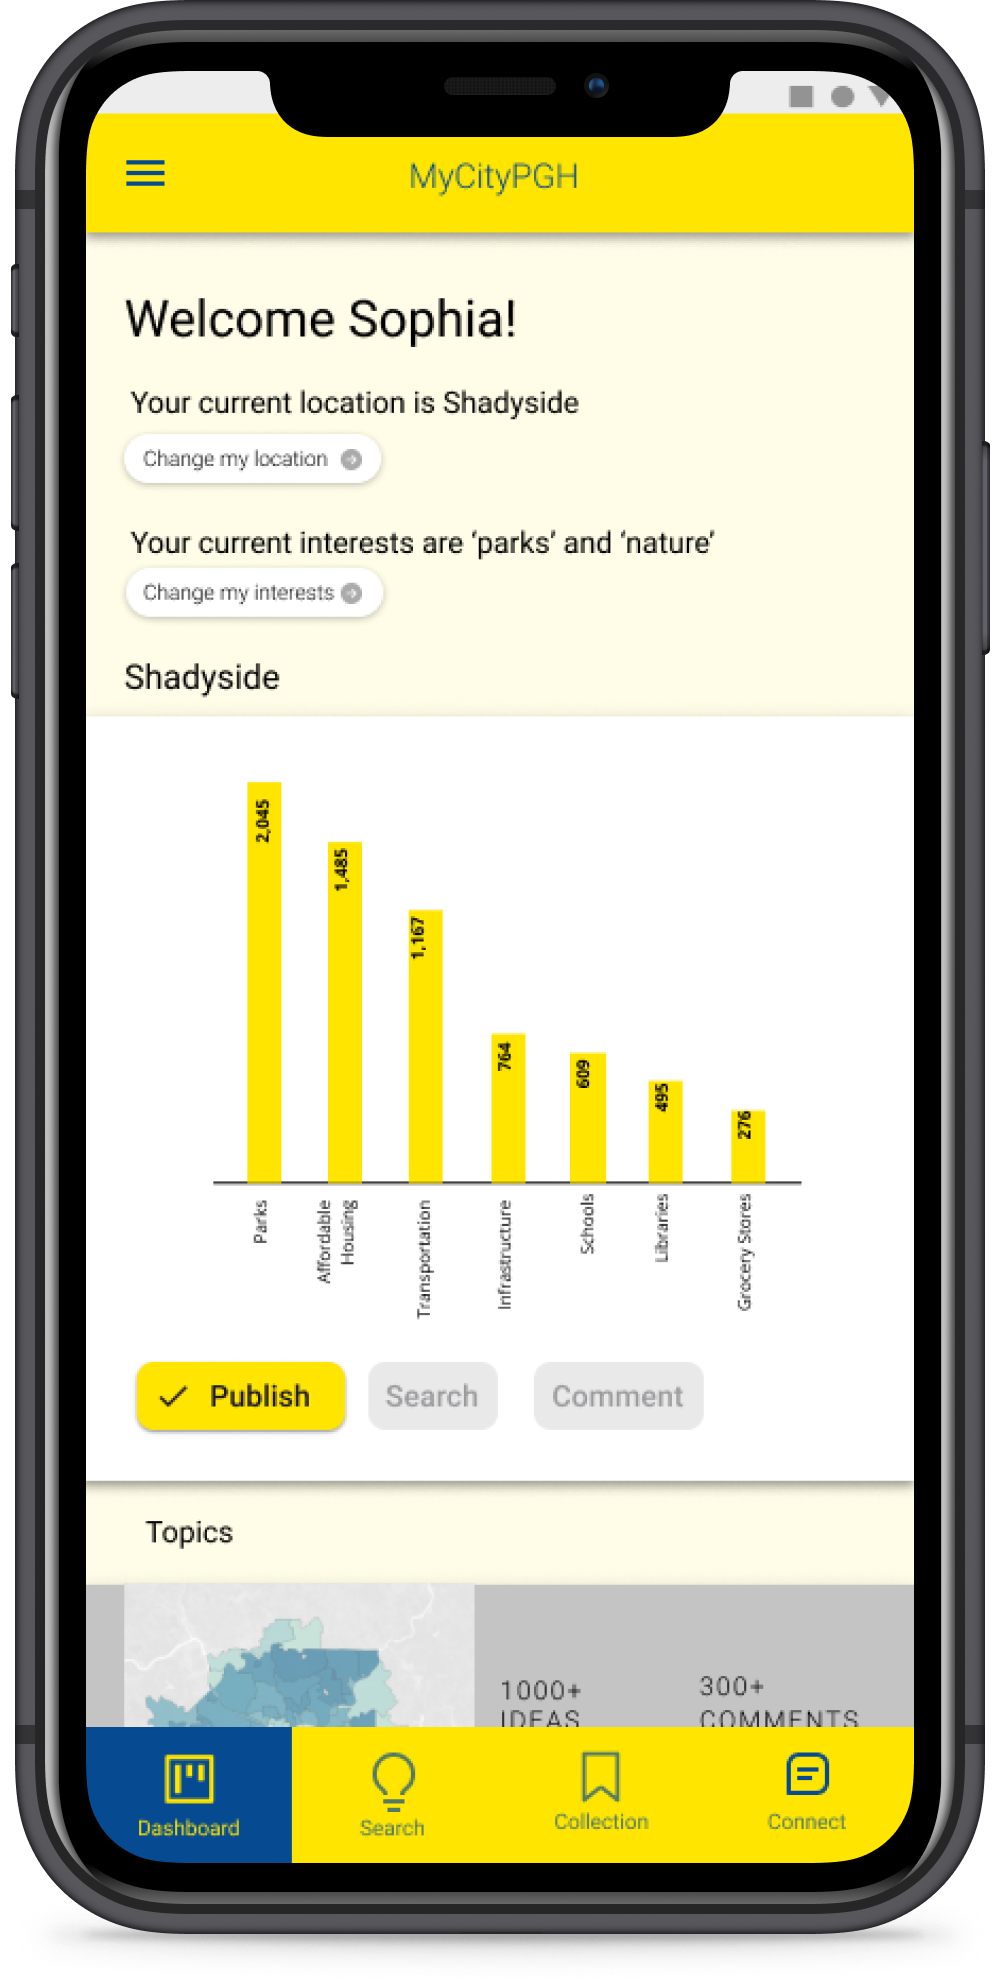 MyCityPGH
Welcome Sophia!
Your current location is Shadyside
Change my location
Your current interests are ‘parks’ and ‘nature’
Change my interests
Shadyside
2,045
1,485
1,167
764
609
495
276
Parks
Affordable
Housing
Transportation
Infrastructure
Schools
Libraries
Grocery Stores
Publish
Search
Comment
Topics
1000+
IDEAS
300+
COMMENTS
Dashboard
Search
Collection
Connect